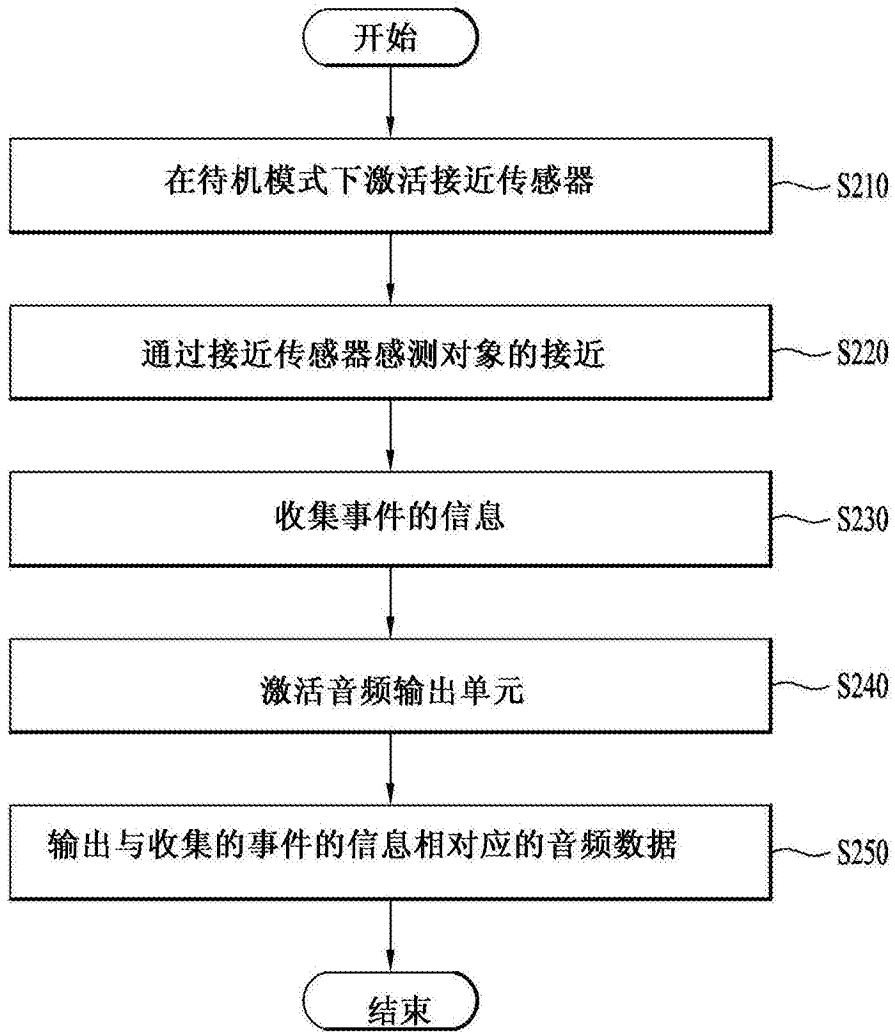 开始
在待机模式下激活接近传感器
S210
通过接近传感器感测对象的接近
S220
收集事件的信息
S230
激活音频输出单元
S240
输出与收集的事件的信息相对应的音频数据
S250
结束